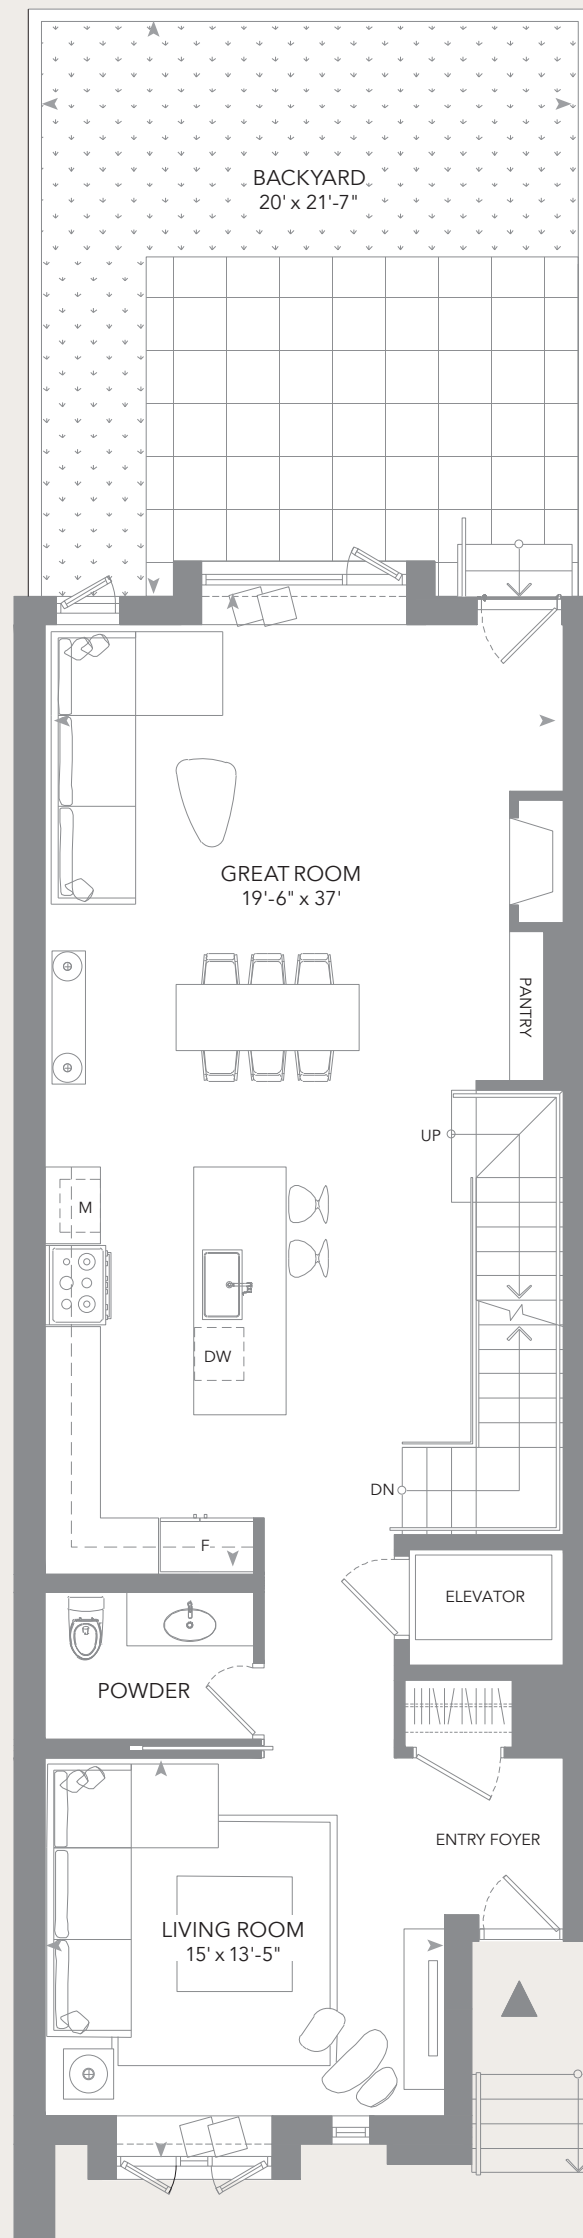 BACKYARD
20' x 21'-7"
GREAT ROOM
19'-6" x 37'
PANTRY
UP
M
DW
DN
F
ELEVATOR
POWDER
ENTRY FOYER
LIVING ROOM
15' x 13'-5"